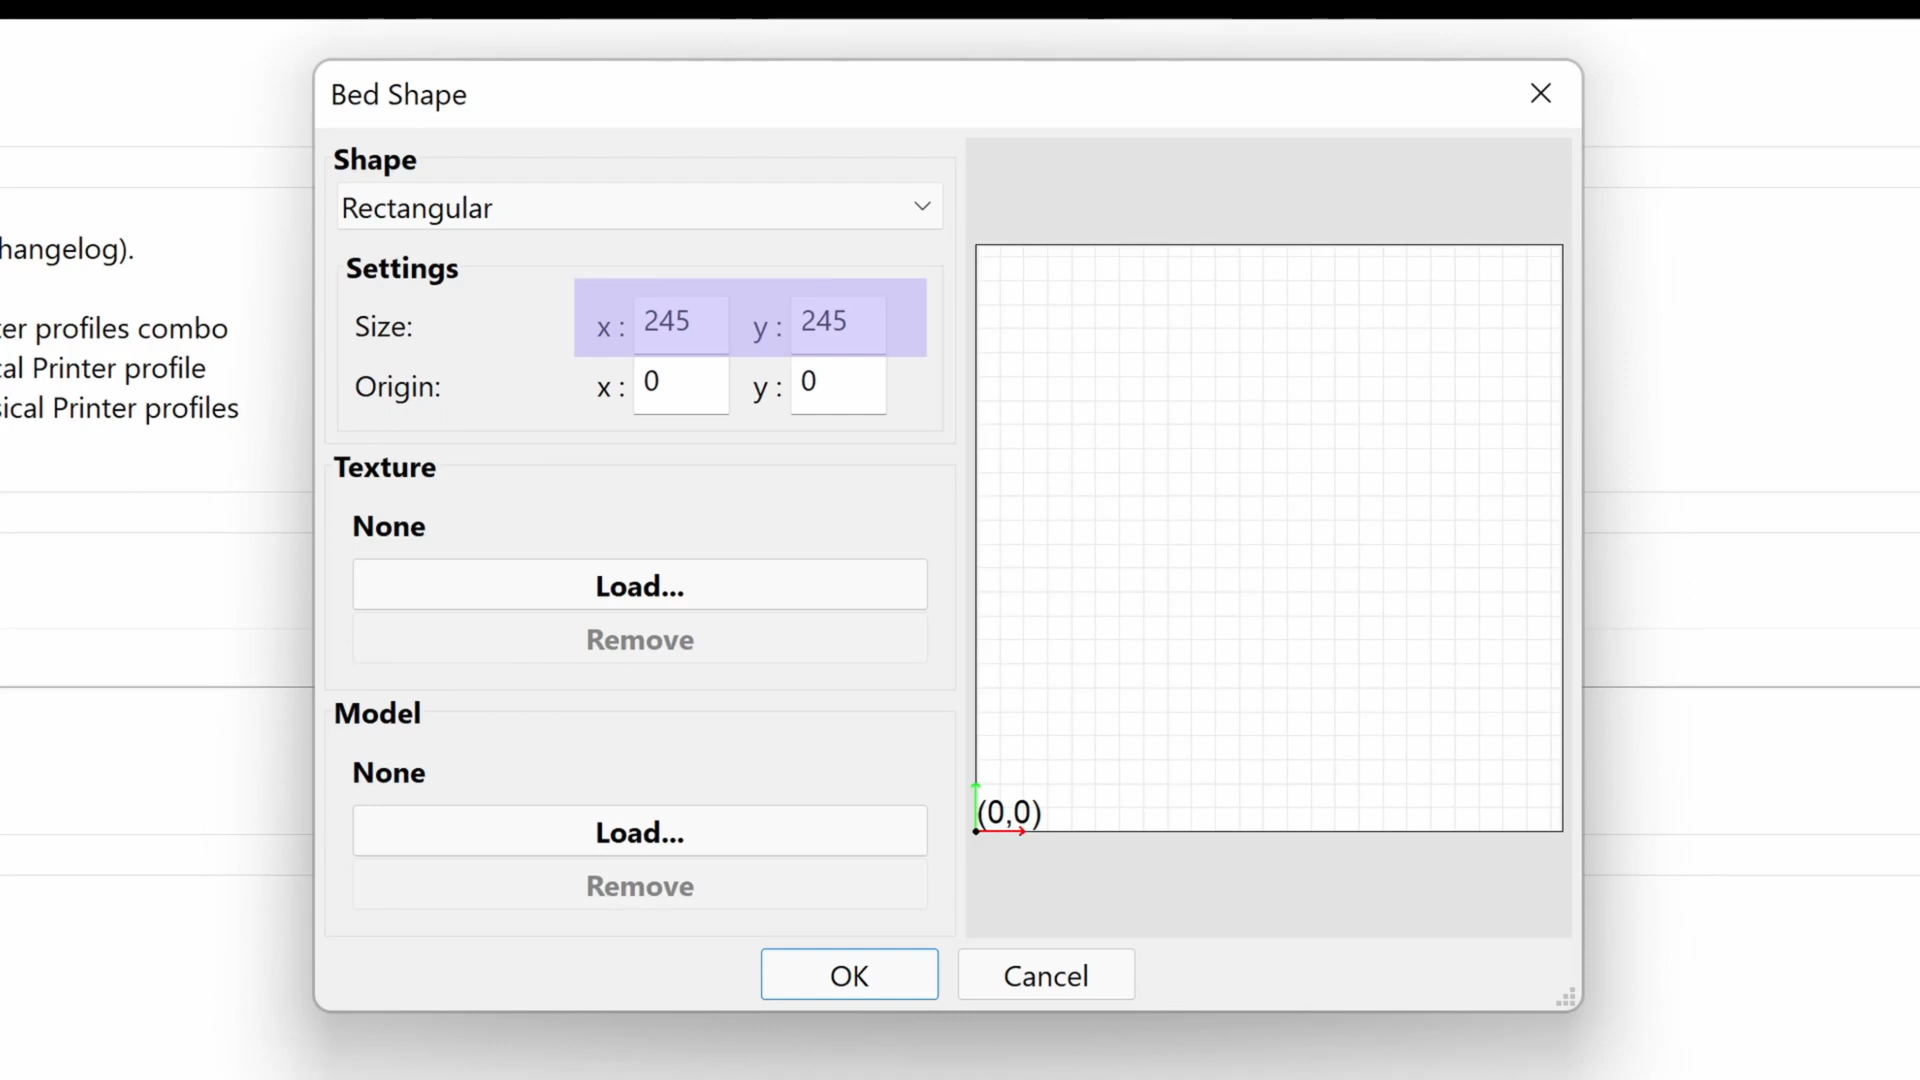 Bed Shape
Shape
Rectangular
Settings
Size: x : 245 y : 245
Origin: x : 0 y : 0
Texture
None
Load...
Remove
Model
None
Load...
Remove
(0,0)
OK Cancel
hangelog).
er profiles combo
al Printer profile
sical Printer profiles